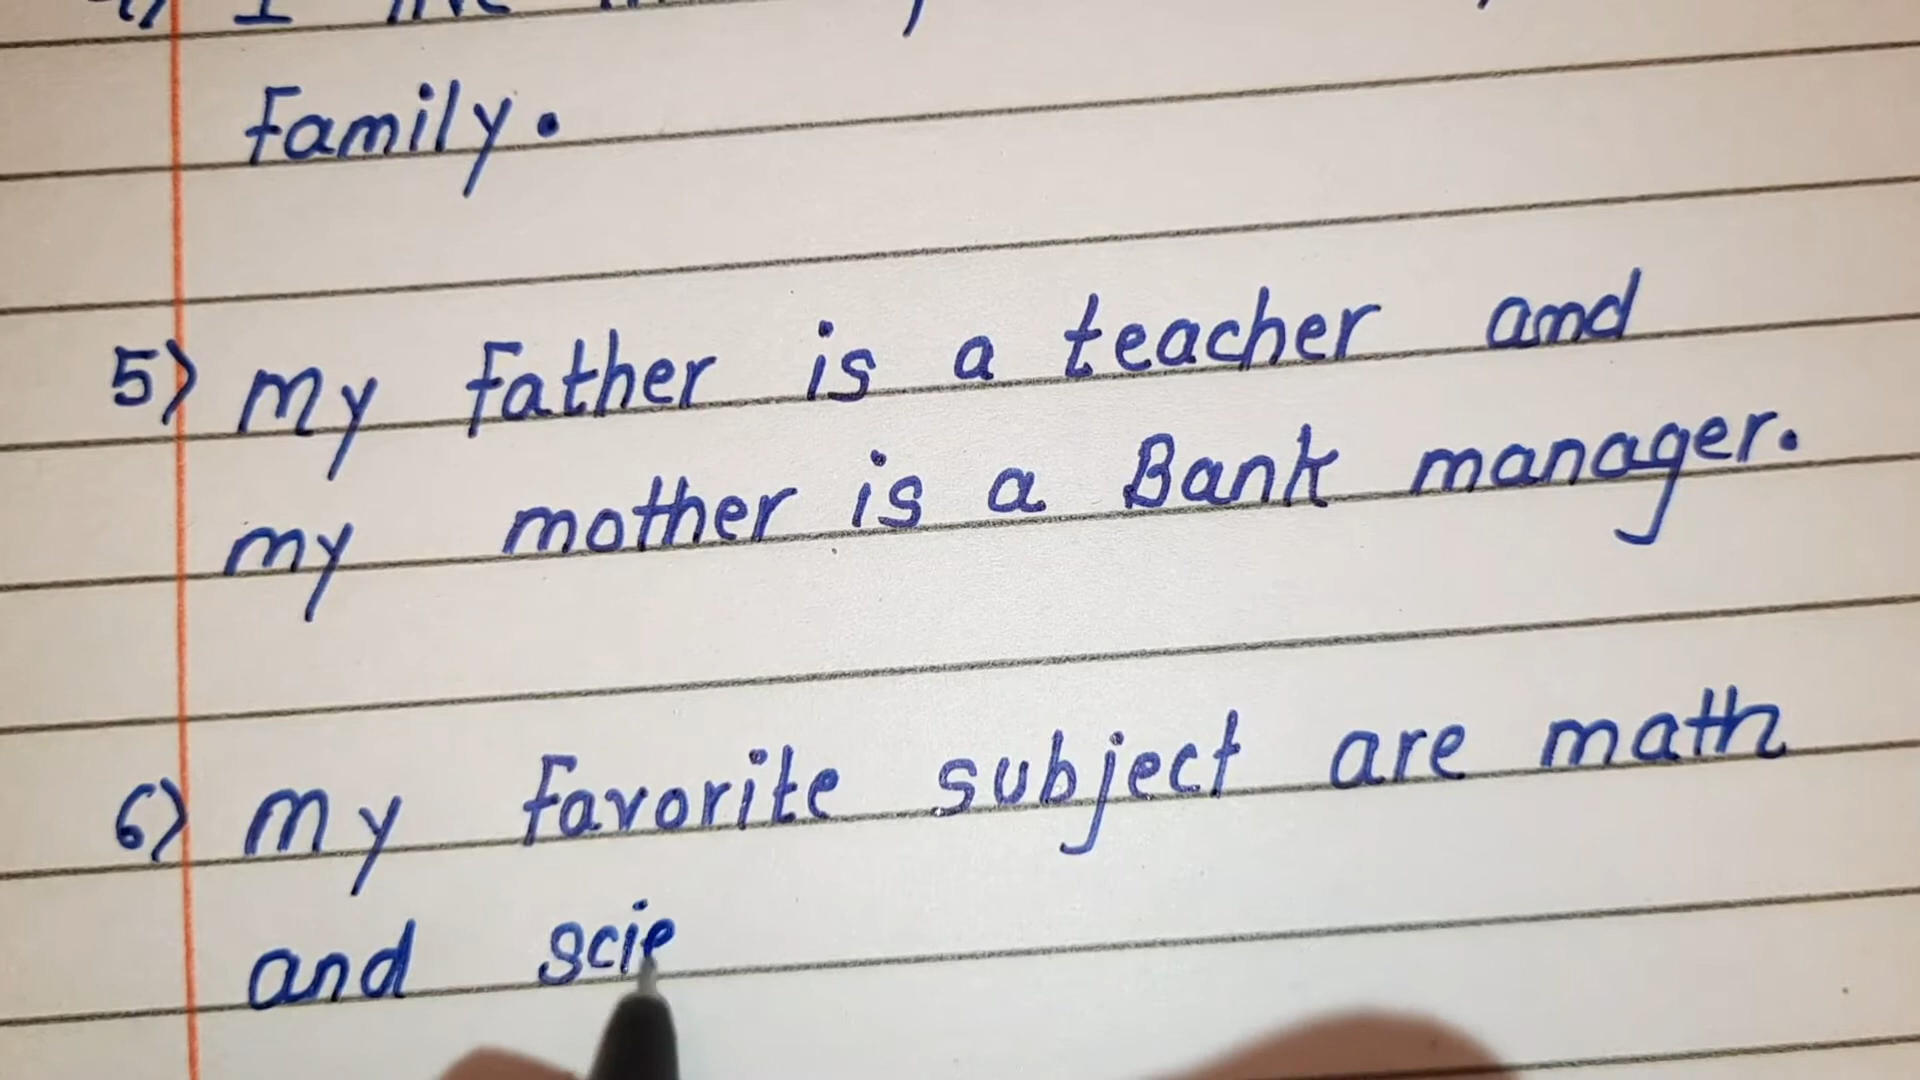 family.
5) my father is a teacher and
my mother is a Bank manager.
6) my favorite subject are math
and scie